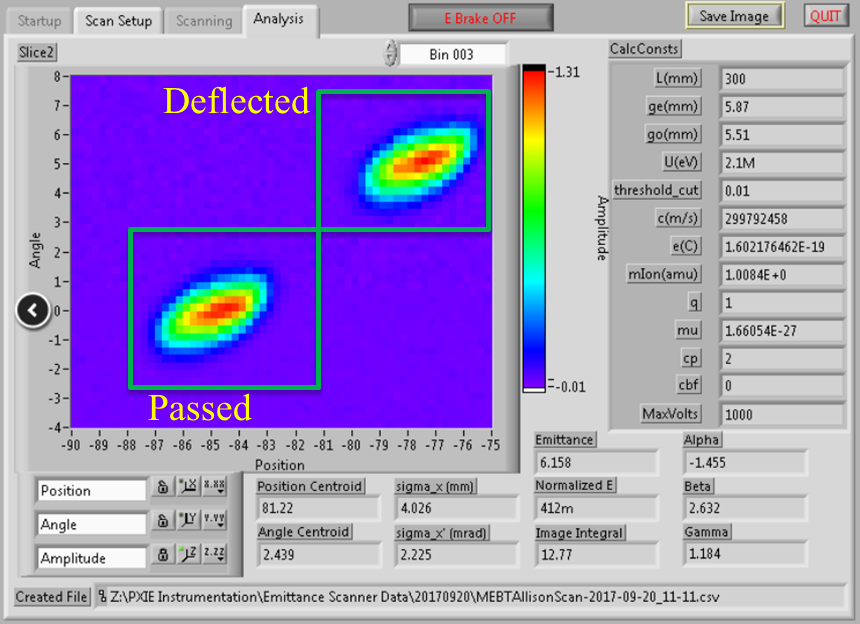 Startup Scan Setup Scanning Analysis E Brake OFF Save Image QUIT
Slice2 Bin 003 CalcConsts
8 7 6 5 4 3 2 1 0 -1 -2 -3 -4
Angle
Deflected
Passed
-90 -89 -88 -87 -86 -85 -84 -83 -82 -81 -80 -79 -78 -77 -76 -75
Position
1.31
-0.01
Amplitude
L(mm) 300
ge(mm) 5.87
go(mm) 5.51
U(eV) 2.1M
threshold_cut 0.01
c(m/s) 299792458
e(C) 1.602176462E-19
mIon(amu) 1.0084E+0
q 1
mu 1.66054E-27
cp 2
cbf 0
MaxVolts 1000
Position X 8.88
Angle Y Y.YY
Amplitude Z 2.22
Position Centroid sigma_x (mm) Emittance Alpha
81.22 4.026 6.158 -1.455
Angle Centroid sigma_x' (mrad) Normalized E Beta
2.439 2.225 412m 2.632
Image Integral Gamma
12.77 1.184
Created File Z:\PXIE Instrumentation\Emittance Scanner Data\20170920\MEBTAllisonScan-2017-09-20_11-11.csv